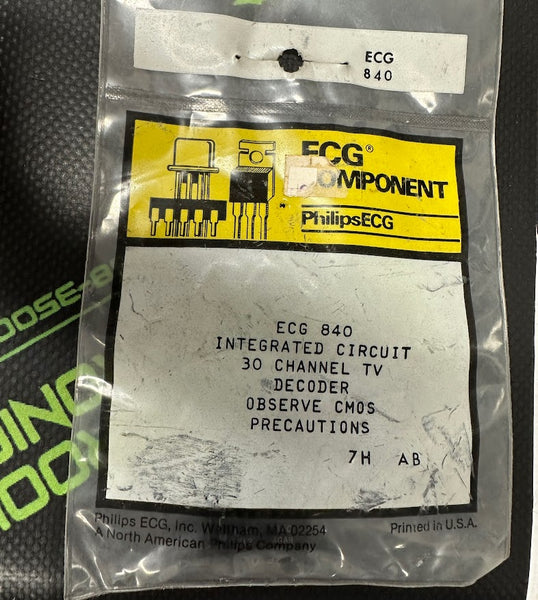 ECG
840
ECG®
COMPONENT
PhilipsECG
ECG 840
INTEGRATED CIRCUIT
30 CHANNEL TV
DECODER
OBSERVE CMOS
PRECAUTIONS
7H AB
Philips ECG, Inc. Waltham, MA 02254
A North American Philips Company
Printed in U.S.A.